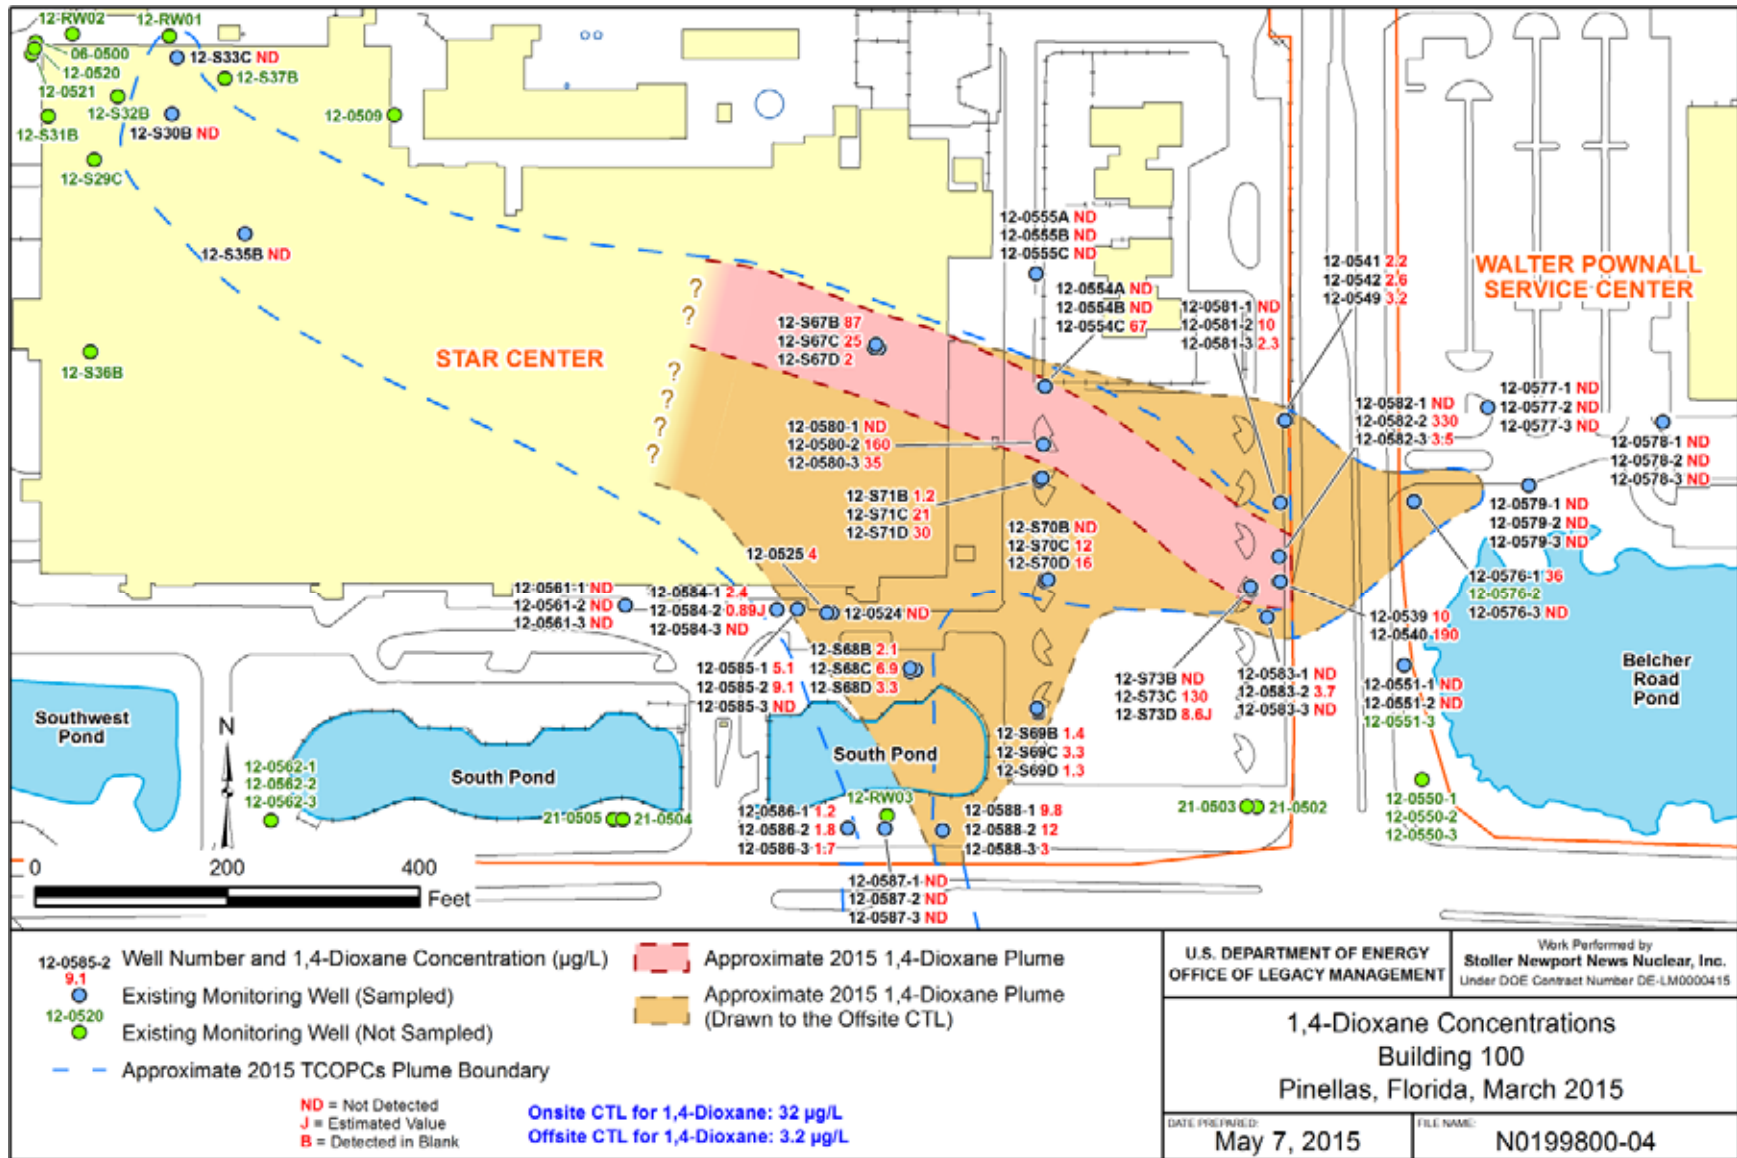 12-RW02
12-RW01
06-0500
12-0520
12-0521
12-S33C ND
12-S37B
12-S32B
12-S31B
12-S30B ND
12-0509
12-S29C
12-S35B ND
12-S36B
STAR CENTER
? ? ? ? ? ?
12-S67B 87
12-S67C 25
12-S67D 2
12-0555A ND
12-0555B ND
12-0555C ND
12-0554A ND
12-0554B ND
12-0554C 67
12-0581-1 ND
12-0581-2 10
12-0581-3 2.3
12-0541 2.2
12-0542 2.6
12-0549 3.2
WALTER POWNALL
SERVICE CENTER
12-0582-1 ND
12-0582-2 330
12-0582-3 3.5
12-0577-1 ND
12-0577-2 ND
12-0577-3 ND
12-0578-1 ND
12-0578-2 ND
12-0578-3 ND
12-0580-1 ND
12-0580-2 160
12-0580-3 35
12-S71B 1.2
12-S71C 21
12-S71D 30
12-S70B ND
12-S70C 12
12-S70D 16
12-0579-1 ND
12-0579-2 ND
12-0579-3 ND
12-0525 4
12-0524 ND
12-0561-1 ND
12-0561-2 ND
12-0561-3 ND
12-0584-1 2.4
12-0584-2 0.89J
12-0584-3 ND
12-0576-1 36
12-0576-2
12-0576-3 ND
12-0539 10
12-0540 190
12-0585-1 5.1
12-0585-2 9.1
12-0585-3 ND
12-S68B 2.1
12-S68C 6.9
12-S68D 3.3
12-S73B ND
12-S73C 130
12-S73D 8.6J
12-0583-1 ND
12-0583-2 3.7
12-0583-3 ND
12-0551-1 ND
12-0551-2 ND
12-0551-3
Belcher
Road
Pond
Southwest
Pond
N
12-0562-1
12-0562-2
12-0562-3
South Pond
South Pond
12-S69B 1.4
12-S69C 3.3
12-S69D 1.3
21-0505
21-0504
12-RW03
12-0586-1 1.2
12-0586-2 1.8
12-0586-3 1.7
12-0588-1 9.8
12-0588-2 12
12-0588-3 3
21-0503
21-0502
12-0550-1
12-0550-2
12-0550-3
12-0587-1 ND
12-0587-2 ND
12-0587-3 ND
0 200 400
Feet
12-0585-2
9.1
Well Number and 1,4-Dioxane Concentration (µg/L)
Existing Monitoring Well (Sampled)
12-0520
Existing Monitoring Well (Not Sampled)
Approximate 2015 TCOPCs Plume Boundary
ND = Not Detected
J = Estimated Value
B = Detected in Blank
Approximate 2015 1,4-Dioxane Plume
Approximate 2015 1,4-Dioxane Plume
(Drawn to the Offsite CTL)
Onsite CTL for 1,4-Dioxane: 32 µg/L
Offsite CTL for 1,4-Dioxane: 3.2 µg/L
U.S. DEPARTMENT OF ENERGY
OFFICE OF LEGACY MANAGEMENT
Work Performed by
Stoller Newport News Nuclear, Inc.
Under DOE Contract Number DE-LM0000415
1,4-Dioxane Concentrations
Building 100
Pinellas, Florida, March 2015
DATE PREPARED:
May 7, 2015
FILE NAME:
N0199800-04